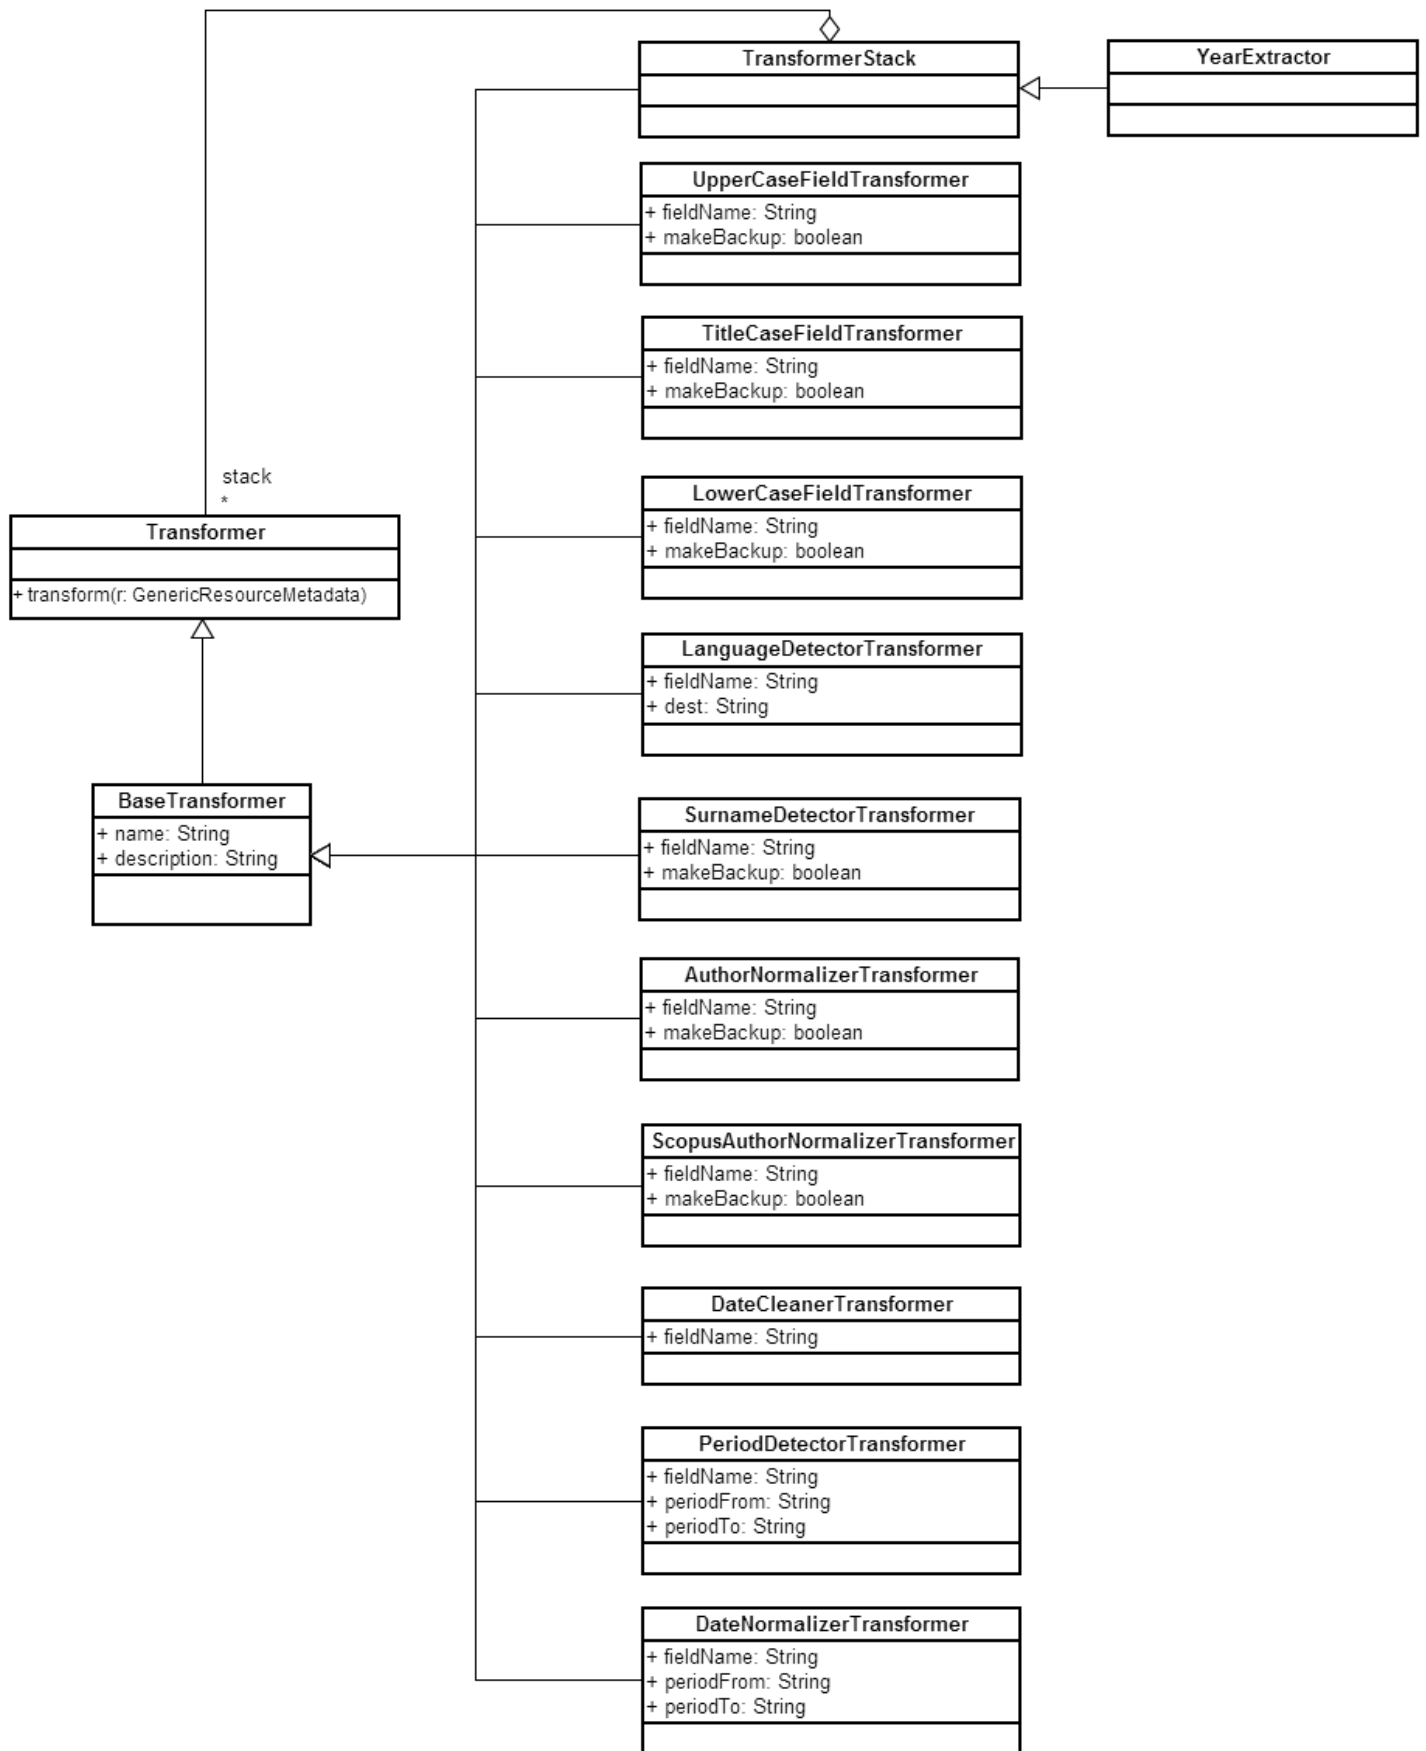 TransformerStack
YearExtractor
UpperCaseFieldTransformer
+ fieldName: String
+ makeBackup: boolean
TitleCaseFieldTransformer
+ fieldName: String
+ makeBackup: boolean
stack
*
LowerCaseFieldTransformer
+ fieldName: String
+ makeBackup: boolean
Transformer
+ transform(r: GenericResourceMetadata)
LanguageDetectorTransformer
+ fieldName: String
+ dest: String
BaseTransformer
+ name: String
+ description: String
SurnameDetectorTransformer
+ fieldName: String
+ makeBackup: boolean
AuthorNormalizerTransformer
+ fieldName: String
+ makeBackup: boolean
ScopusAuthorNormalizerTransformer
+ fieldName: String
+ makeBackup: boolean
DateCleanerTransformer
+ fieldName: String
PeriodDetectorTransformer
+ fieldName: String
+ periodFrom: String
+ periodTo: String
DateNormalizerTransformer
+ fieldName: String
+ periodFrom: String
+ periodTo: String